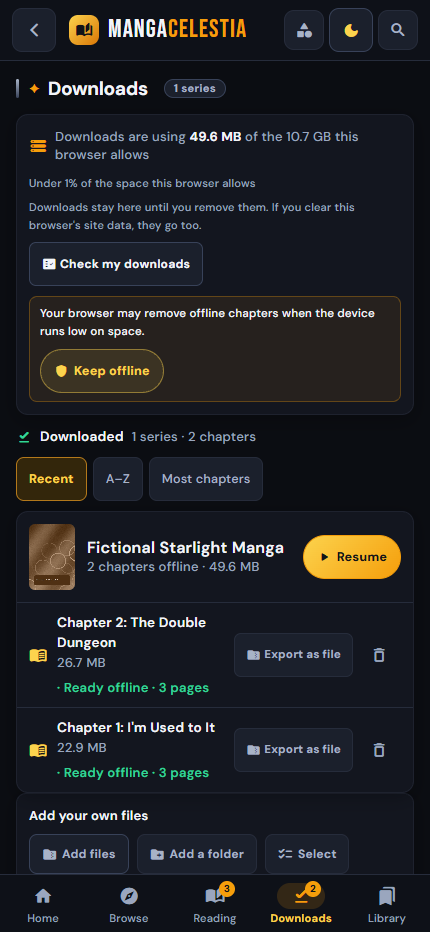 MANGACELESTIA
Downloads
1 series
Downloads are using 49.6 MB of the 10.7 GB this
browser allows
Under 1% of the space this browser allows
Downloads stay here until you remove them. If you clear this
browser's site data, they go too.
Check my downloads
Your browser may remove offline chapters when the device
runs low on space.
Keep offline
Downloaded 1 series · 2 chapters
Recent
A–Z
Most chapters
Fictional Starlight Manga
2 chapters offline · 49.6 MB
Resume
Chapter 2: The Double
Dungeon
26.7 MB
· Ready offline · 3 pages
Export as file
Chapter 1: I'm Used to It
22.9 MB
· Ready offline · 3 pages
Export as file
Add your own files
Add files
Add a folder
Select
3
2
Home
Browse
Reading
Downloads
Library